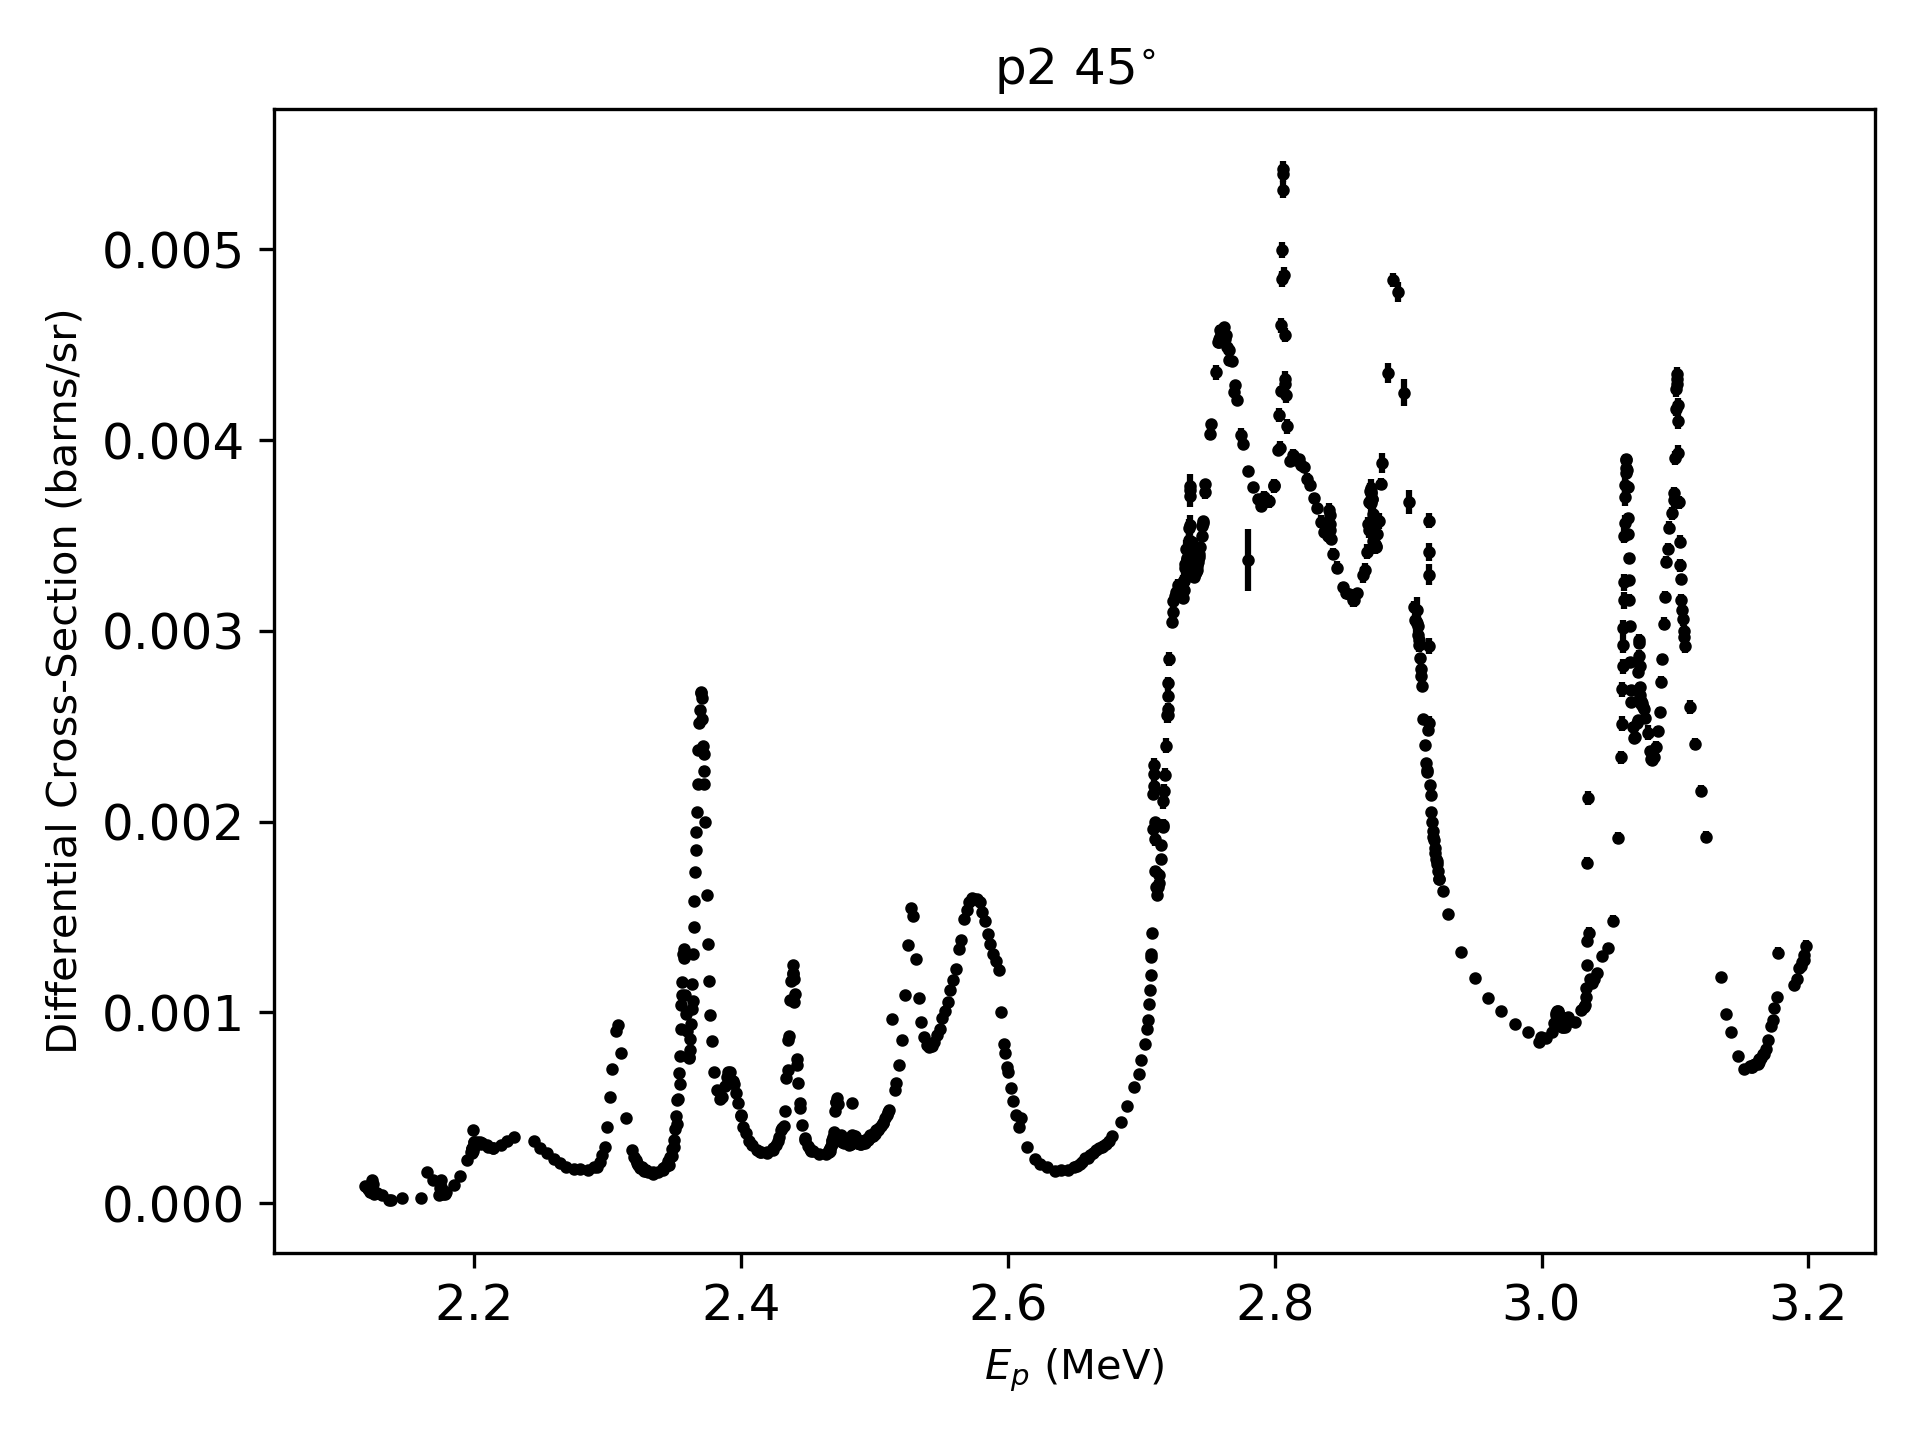 p2 45°
Differential Cross-Section (barns/sr)
0.005
0.004
0.003
0.002
0.001
0.000
2.2 2.4 2.6 2.8 3.0 3.2
E_p (MeV)